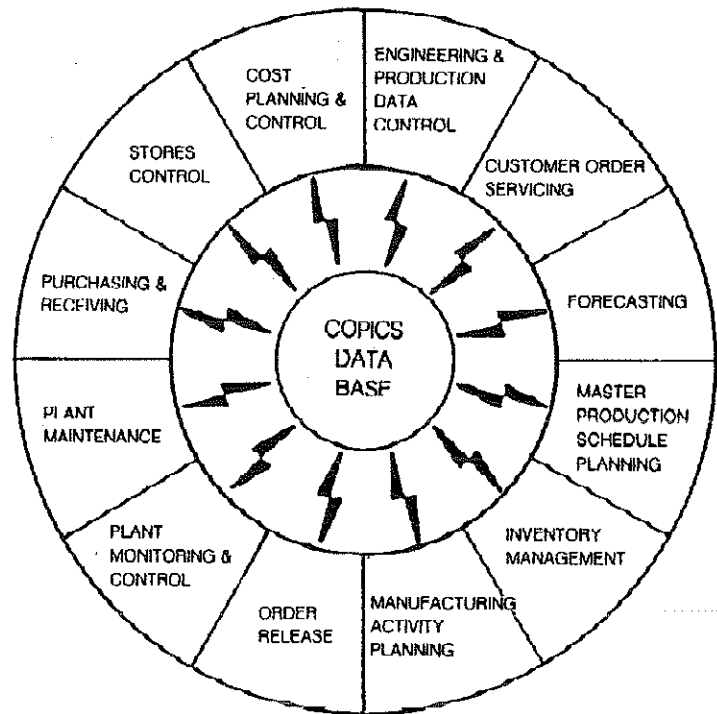 ENGINEERING &
PRODUCTION
DATA
CONTROL
CUSTOMER ORDER
SERVICING
FORECASTING
MASTER
PRODUCTION
SCHEDULE
PLANNING
INVENTORY
MANAGEMENT
MANUFACTURING
ACTIVITY
PLANNING
ORDER
RELEASE
PLANT
MONITORING &
CONTROL
PLANT
MAINTENANCE
PURCHASING &
RECEIVING
STORES
CONTROL
COST
PLANNING &
CONTROL
COPICS
DATA
BASE